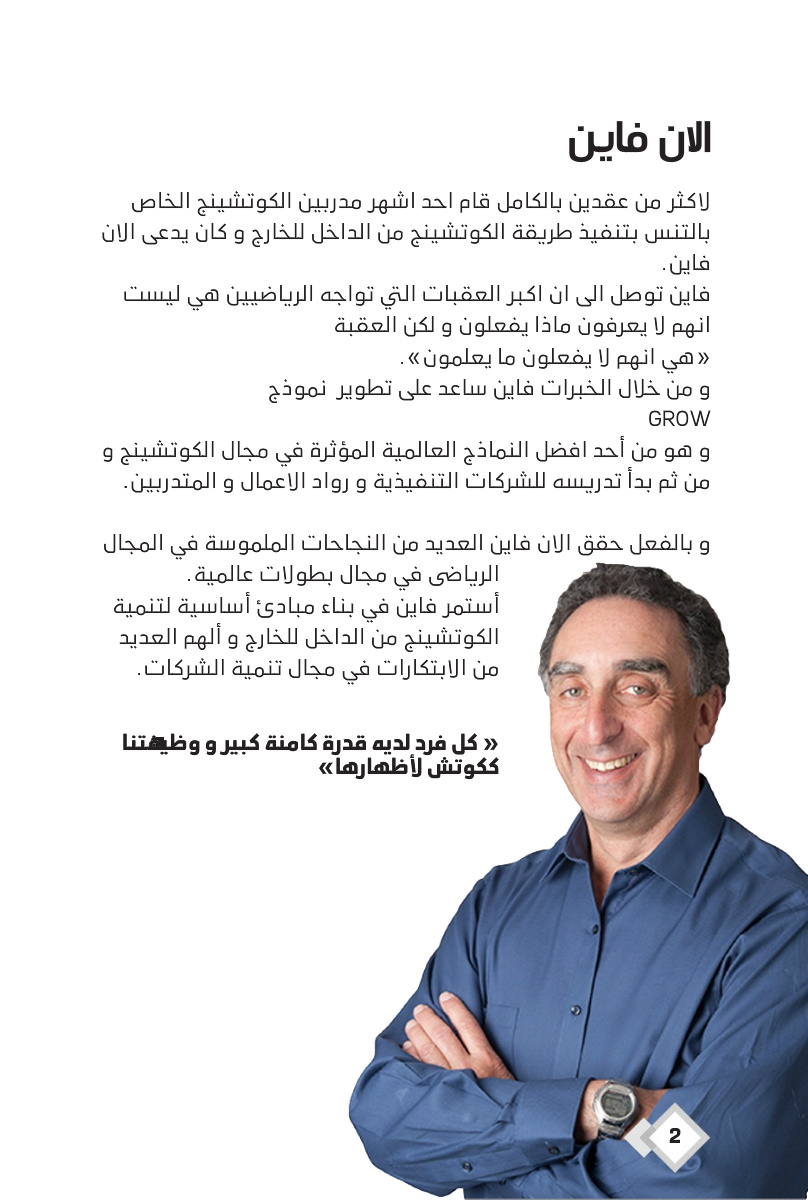 الان فاين
لاكثر من عقدين بالكامل قام احد اشهر مدربين الكوتشينج الخاص
بالتنس بتنفيذ طريقة الكوتشينج من الداخل للخارج و كان يدعى الان
فاين.
فاين توصل الى ان اكبر العقبات التي تواجه الرياضيين هي ليست
انهم لا يعرفون ماذا يفعلون و لكن العقبة
«هي انهم لا يفعلون ما يعلمون».
و من خلال الخبرات فاين ساعد على تطوير نموذج
GROW
و هو من أحد افضل النماذج العالمية المؤثرة في مجال الكوتشينج و
من ثم بدأ تدريسه للشركات التنفيذية و رواد الاعمال و المتدربين.
و بالفعل حقق الان فاين العديد من النجاحات الملموسة في المجال
الرياضى في مجال بطولات عالمية.
أستمر فاين في بناء مبادئ أساسية لتنمية
الكوتشينج من الداخل للخارج و ألهم العديد
من الابتكارات في مجال تنمية الشركات.
« كل فرد لديه قدرة كامنة كبير و وظيفتنا
ككوتش لأظهارها»
2